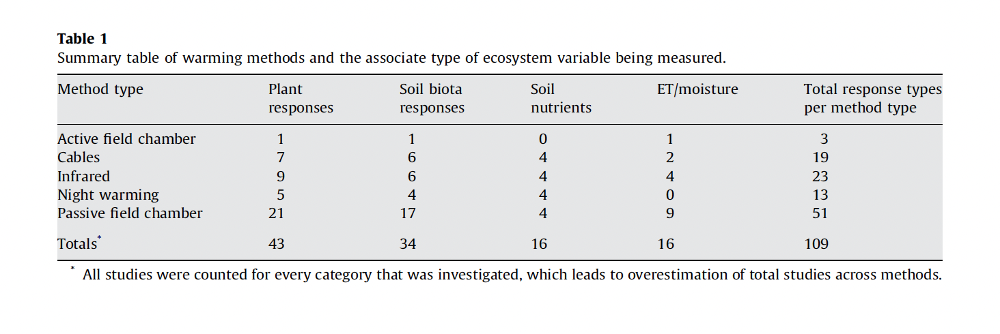 Table 1
Summary table of warming methods and the associate type of ecosystem variable being measured.
Method type Plant responses Soil biota responses Soil nutrients ET/moisture Total response types per method type
Active field chamber 1 1 0 1 3
Cables 7 6 4 2 19
Infrared 9 6 4 4 23
Night warming 5 4 4 0 13
Passive field chamber 21 17 4 9 51
Totals* 43 34 16 16 109
* All studies were counted for every category that was investigated, which leads to overestimation of total studies across methods.